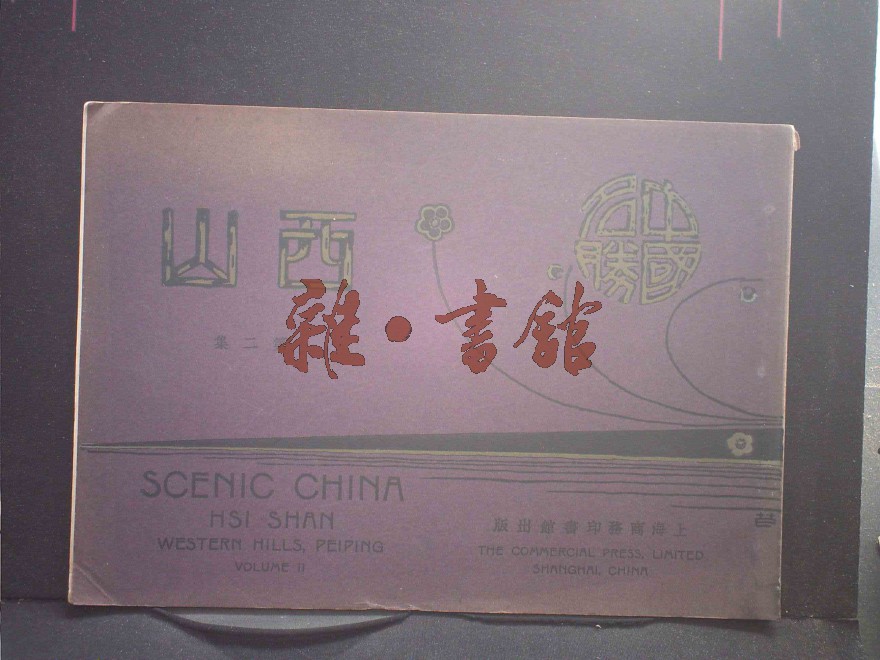 中國名勝
西山
二集
雜·書館
SCENIC CHINA
HSI SHAN
WESTERN HILLS, PEIPING
VOLUME II
上海商務印書館出版
THE COMMERCIAL PRESS, LIMITED
SHANGHAI, CHINA